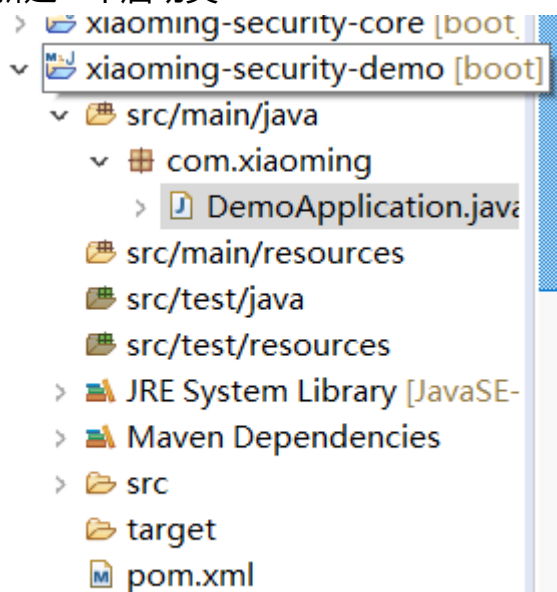 xiaoming-security-core [boot]
xiaoming-security-demo [boot]
src/main/java
com.xiaoming
DemoApplication.java
src/main/resources
src/test/java
src/test/resources
JRE System Library [JavaSE-
Maven Dependencies
src
target
pom.xml